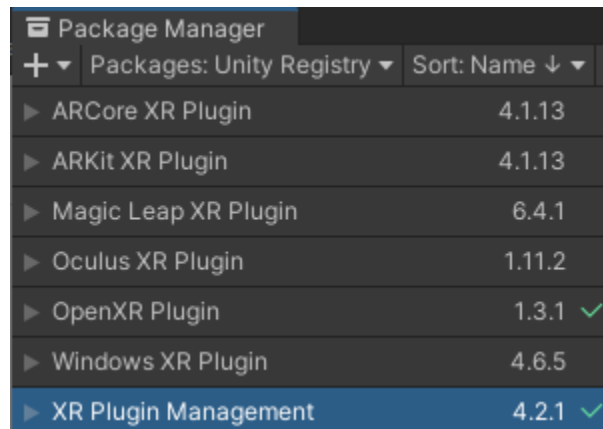 Package Manager
+ Packages: Unity Registry Sort: Name ↓
ARCore XR Plugin 4.1.13
ARKit XR Plugin 4.1.13
Magic Leap XR Plugin 6.4.1
Oculus XR Plugin 1.11.2
OpenXR Plugin 1.3.1 ✓
Windows XR Plugin 4.6.5
XR Plugin Management 4.2.1 ✓